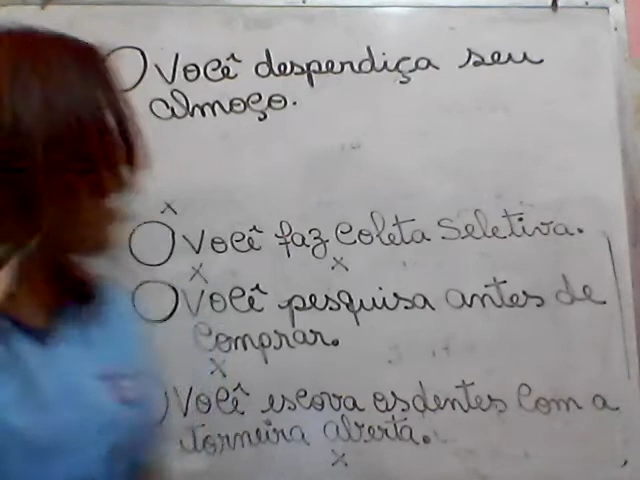 Você desperdiça seu
almoço.
x
Você faz coleta seletiva.
x x
Você pesquisa antes de
comprar.
x
Você escova os dentes com a
torneira aberta.
x